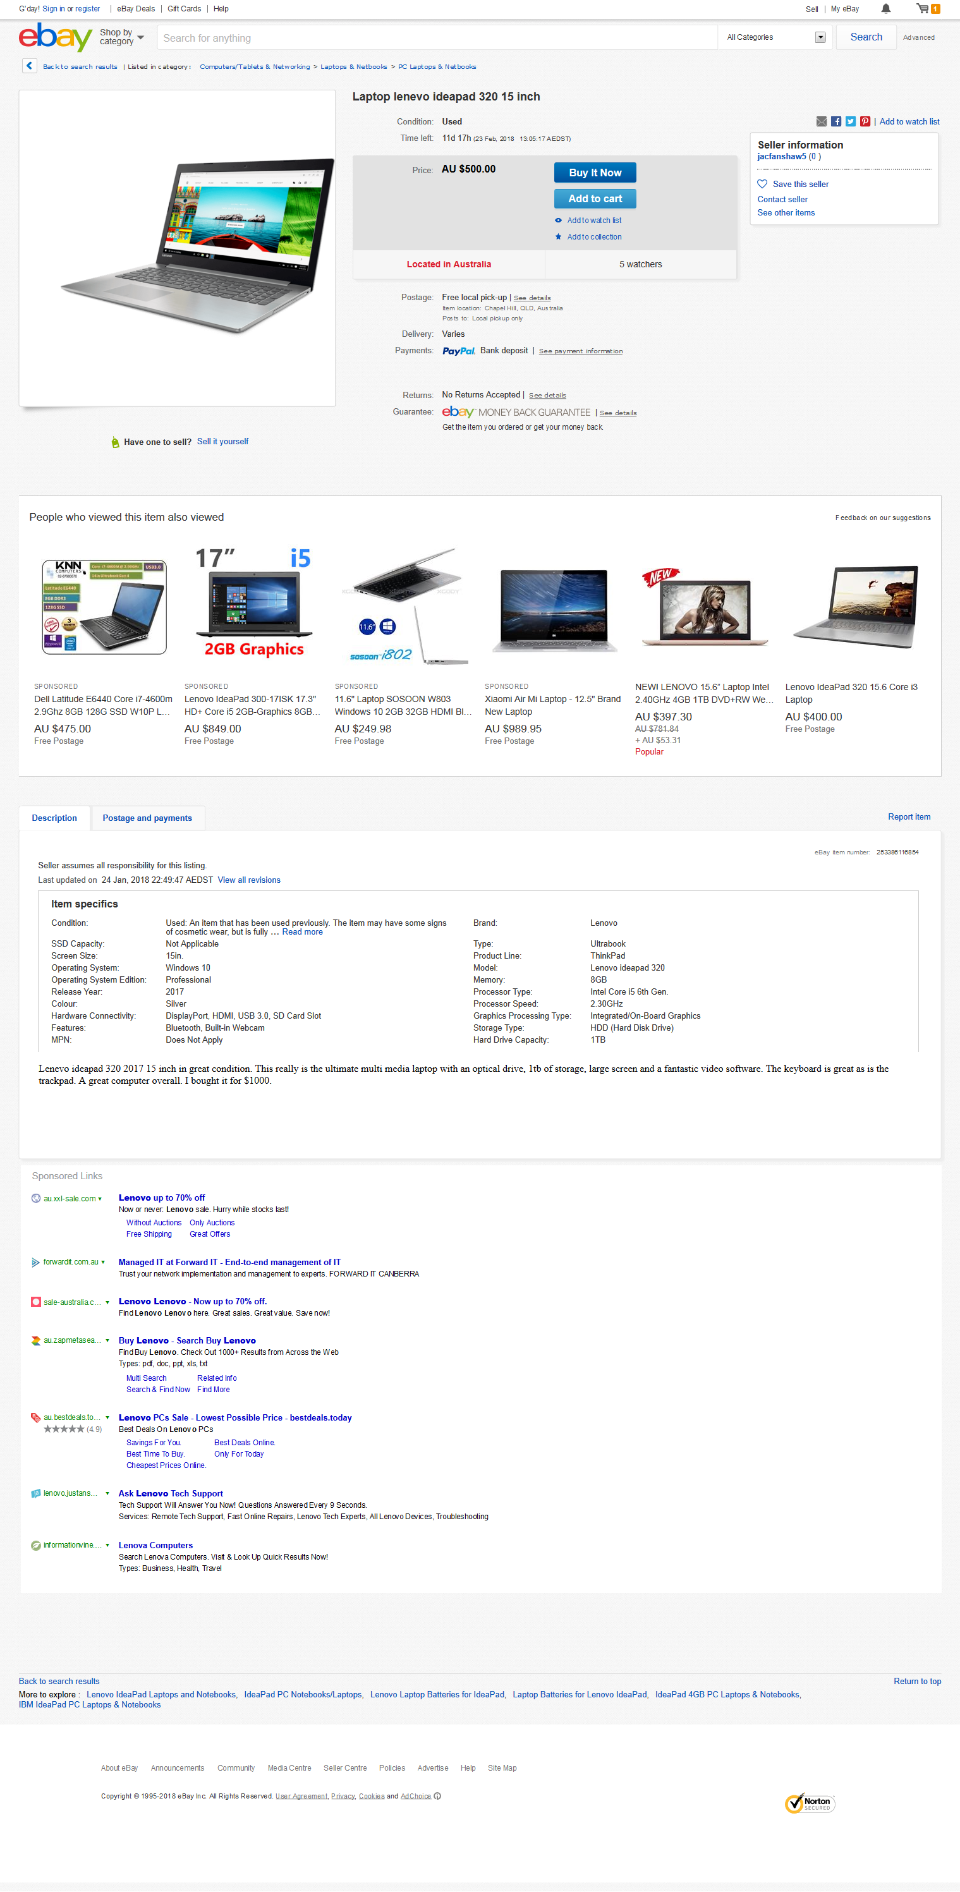 G'day! Sign in or register | eBay Deals | Gift Cards | Help Sell | My eBay 1
ebay Shop by category Search for anything All Categories Search Advanced
Back to search results | Listed in category: Computers/Tablets & Networking > Laptops & Netbooks > PC Laptops & Netbooks
Laptop lenevo ideapad 320 15 inch
Condition: Used
Time left: 11d 17h (23 Feb, 2018 13:05:17 AEDST)
| Add to watch list
Seller information
jacfanshaw5 (0 )
Save this seller
Contact seller
See other items
Price: AU $500.00
Buy It Now
Add to cart
Add to watch list
Add to collection
Located in Australia 5 watchers
Postage: Free local pick-up | See details
Item location: Chapel Hill, QLD, Australia
Posts to: Local pickup only
Delivery: Varies
Payments: PayPal Bank deposit | See payment information
Returns: No Returns Accepted | See details
Guarantee: ebay MONEY BACK GUARANTEE | See details
Get the item you ordered or get your money back.
Have one to sell? Sell it yourself
People who viewed this item also viewed Feedback on our suggestions
KNN
COMPUTERS
17" i5
2GB Graphics
11.6"
SOSOON i802
NEW
SPONSORED
Dell Latitude E6440 Core i7-4600m
2.9Ghz 8GB 128G SSD W10P L...
AU $475.00
Free Postage
SPONSORED
Lenovo IdeaPad 300-17ISK 17.3"
HD+ Core i5 2GB-Graphics 8GB...
AU $849.00
Free Postage
SPONSORED
11.6" Laptop SOSOON W803
Windows 10 2GB 32GB HDMI Bl...
AU $249.98
Free Postage
SPONSORED
Xiaomi Air Mi Laptop - 12.5" Brand
New Laptop
AU $989.95
Free Postage
NEW! LENOVO 15.6" Laptop Intel
2.40GHz 4GB 1TB DVD+RW We...
AU $397.30
AU $781.84
+ AU $53.31
Popular
Lenovo IdeaPad 320 15.6 Core i3
Laptop
AU $400.00
Free Postage
Description Postage and payments Report item
eBay item number: 253386116854
Seller assumes all responsibility for this listing.
Last updated on 24 Jan, 2018 22:49:47 AEDST View all revisions
Item specifics
Condition: Used: An item that has been used previously. The item may have some signs
of cosmetic wear, but is fully ... Read more
Brand: Lenovo
SSD Capacity: Not Applicable Type: Ultrabook
Screen Size: 15in. Product Line: ThinkPad
Operating System: Windows 10 Model: Lenovo Ideapad 320
Operating System Edition: Professional Memory: 8GB
Release Year: 2017 Processor Type: Intel Core i5 6th Gen.
Colour: Silver Processor Speed: 2.30GHz
Hardware Connectivity: DisplayPort, HDMI, USB 3.0, SD Card Slot Graphics Processing Type: Integrated/On-Board Graphics
Features: Bluetooth, Built-in Webcam Storage Type: HDD (Hard Disk Drive)
MPN: Does Not Apply Hard Drive Capacity: 1TB
Lenevo ideapad 320 2017 15 inch in great condition. This really is the ultimate multi media laptop with an optical drive, 1tb of storage, large screen and a fantastic video software. The keyboard is great as is the
trackpad. A great computer overall. I bought it for $1000.
Sponsored Links
au.xxl-sale.com Lenovo up to 70% off
Now or never: Lenovo sale. Hurry while stocks last!
Without Auctions Only Auctions
Free Shipping Great Offers
forwardit.com.au Managed IT at Forward IT - End-to-end management of IT
Trust your network implementation and management to experts. FORWARD IT CANBERRA
sale-australia.c... Lenovo Lenovo - Now up to 70% off.
Find Lenovo Lenovo here. Great sales. Great value. Save now!
au.zapmetasea... Buy Lenovo - Search Buy Lenovo
Find Buy Lenovo. Check Out 1000+ Results from Across the Web
Types: pdf, doc, ppt, xls, txt
Multi Search Related Info
Search & Find Now Find More
au.bestdeals.to... Lenovo PCs Sale - Lowest Possible Price - bestdeals.today
★★★★★ (4.9) Best Deals On Lenovo PCs
Savings For You. Best Deals Online.
Best Time To Buy. Only For Today
Cheapest Prices Online.
lenovo.justans... Ask Lenovo Tech Support
Tech Support Will Answer You Now! Questions Answered Every 9 Seconds.
Services: Remote Tech Support, Fast Online Repairs, Lenovo Tech Experts, All Lenovo Devices, Troubleshooting
informationvine.... Lenova Computers
Search Lenova Computers. Visit & Look Up Quick Results Now!
Types: Business, Health, Travel
Back to search results Return to top
More to explore : Lenovo IdeaPad Laptops and Notebooks, IdeaPad PC Notebooks/Laptops, Lenovo Laptop Batteries for IdeaPad, Laptop Batteries for Lenovo IdeaPad, IdeaPad 4GB PC Laptops & Notebooks,
IBM IdeaPad PC Laptops & Notebooks
About eBay Announcements Community Media Centre Seller Centre Policies Advertise Help Site Map
Copyright © 1995-2018 eBay Inc. All Rights Reserved. User Agreement, Privacy, Cookies and AdChoice
Norton
SECURED